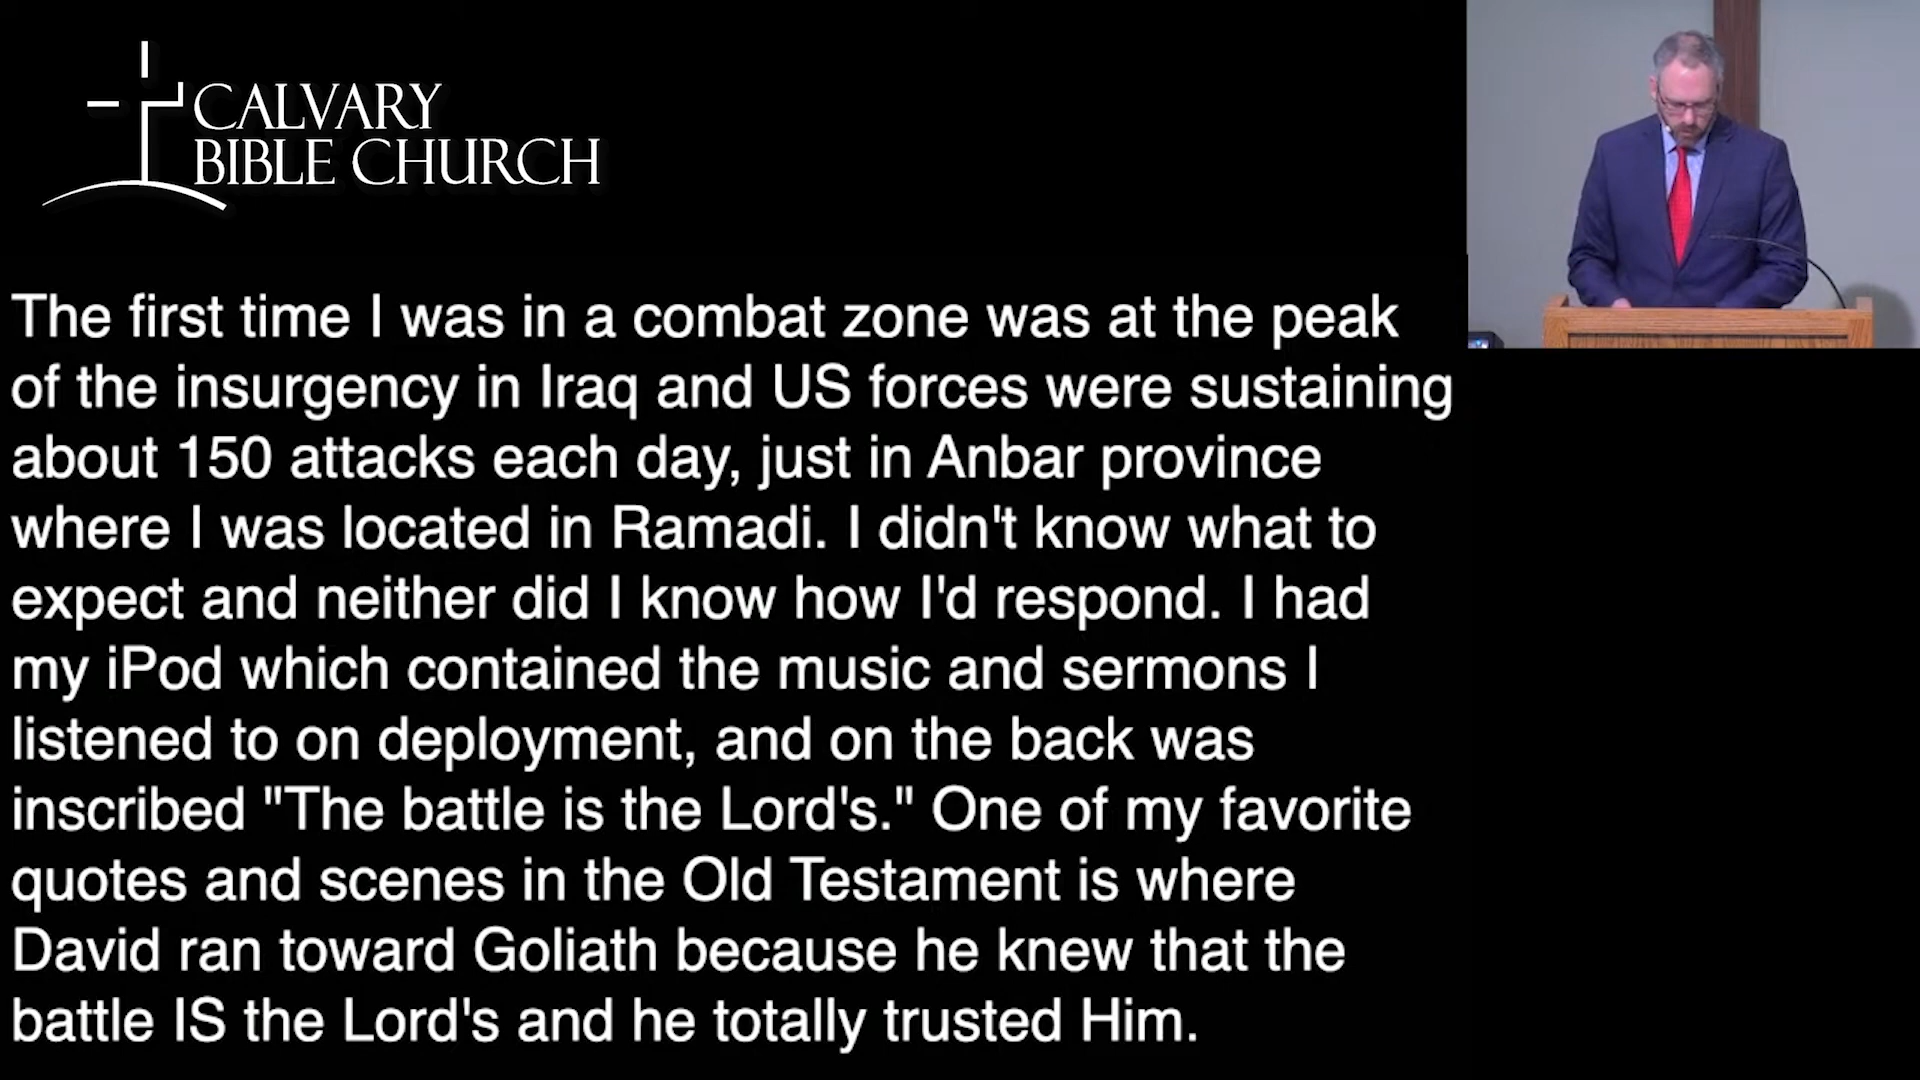 CALVARY
BIBLE CHURCH
The first time I was in a combat zone was at the peak
of the insurgency in Iraq and US forces were sustaining
about 150 attacks each day, just in Anbar province
where I was located in Ramadi. I didn't know what to
expect and neither did I know how I'd respond. I had
my iPod which contained the music and sermons I
listened to on deployment, and on the back was
inscribed "The battle is the Lord's." One of my favorite
quotes and scenes in the Old Testament is where
David ran toward Goliath because he knew that the
battle IS the Lord's and he totally trusted Him.